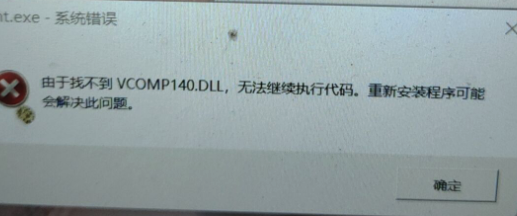 nt.exe - 系统错误
由于找不到 VCOMP140.DLL，无法继续执行代码。重新安装程序可能
会解决此问题。
确定